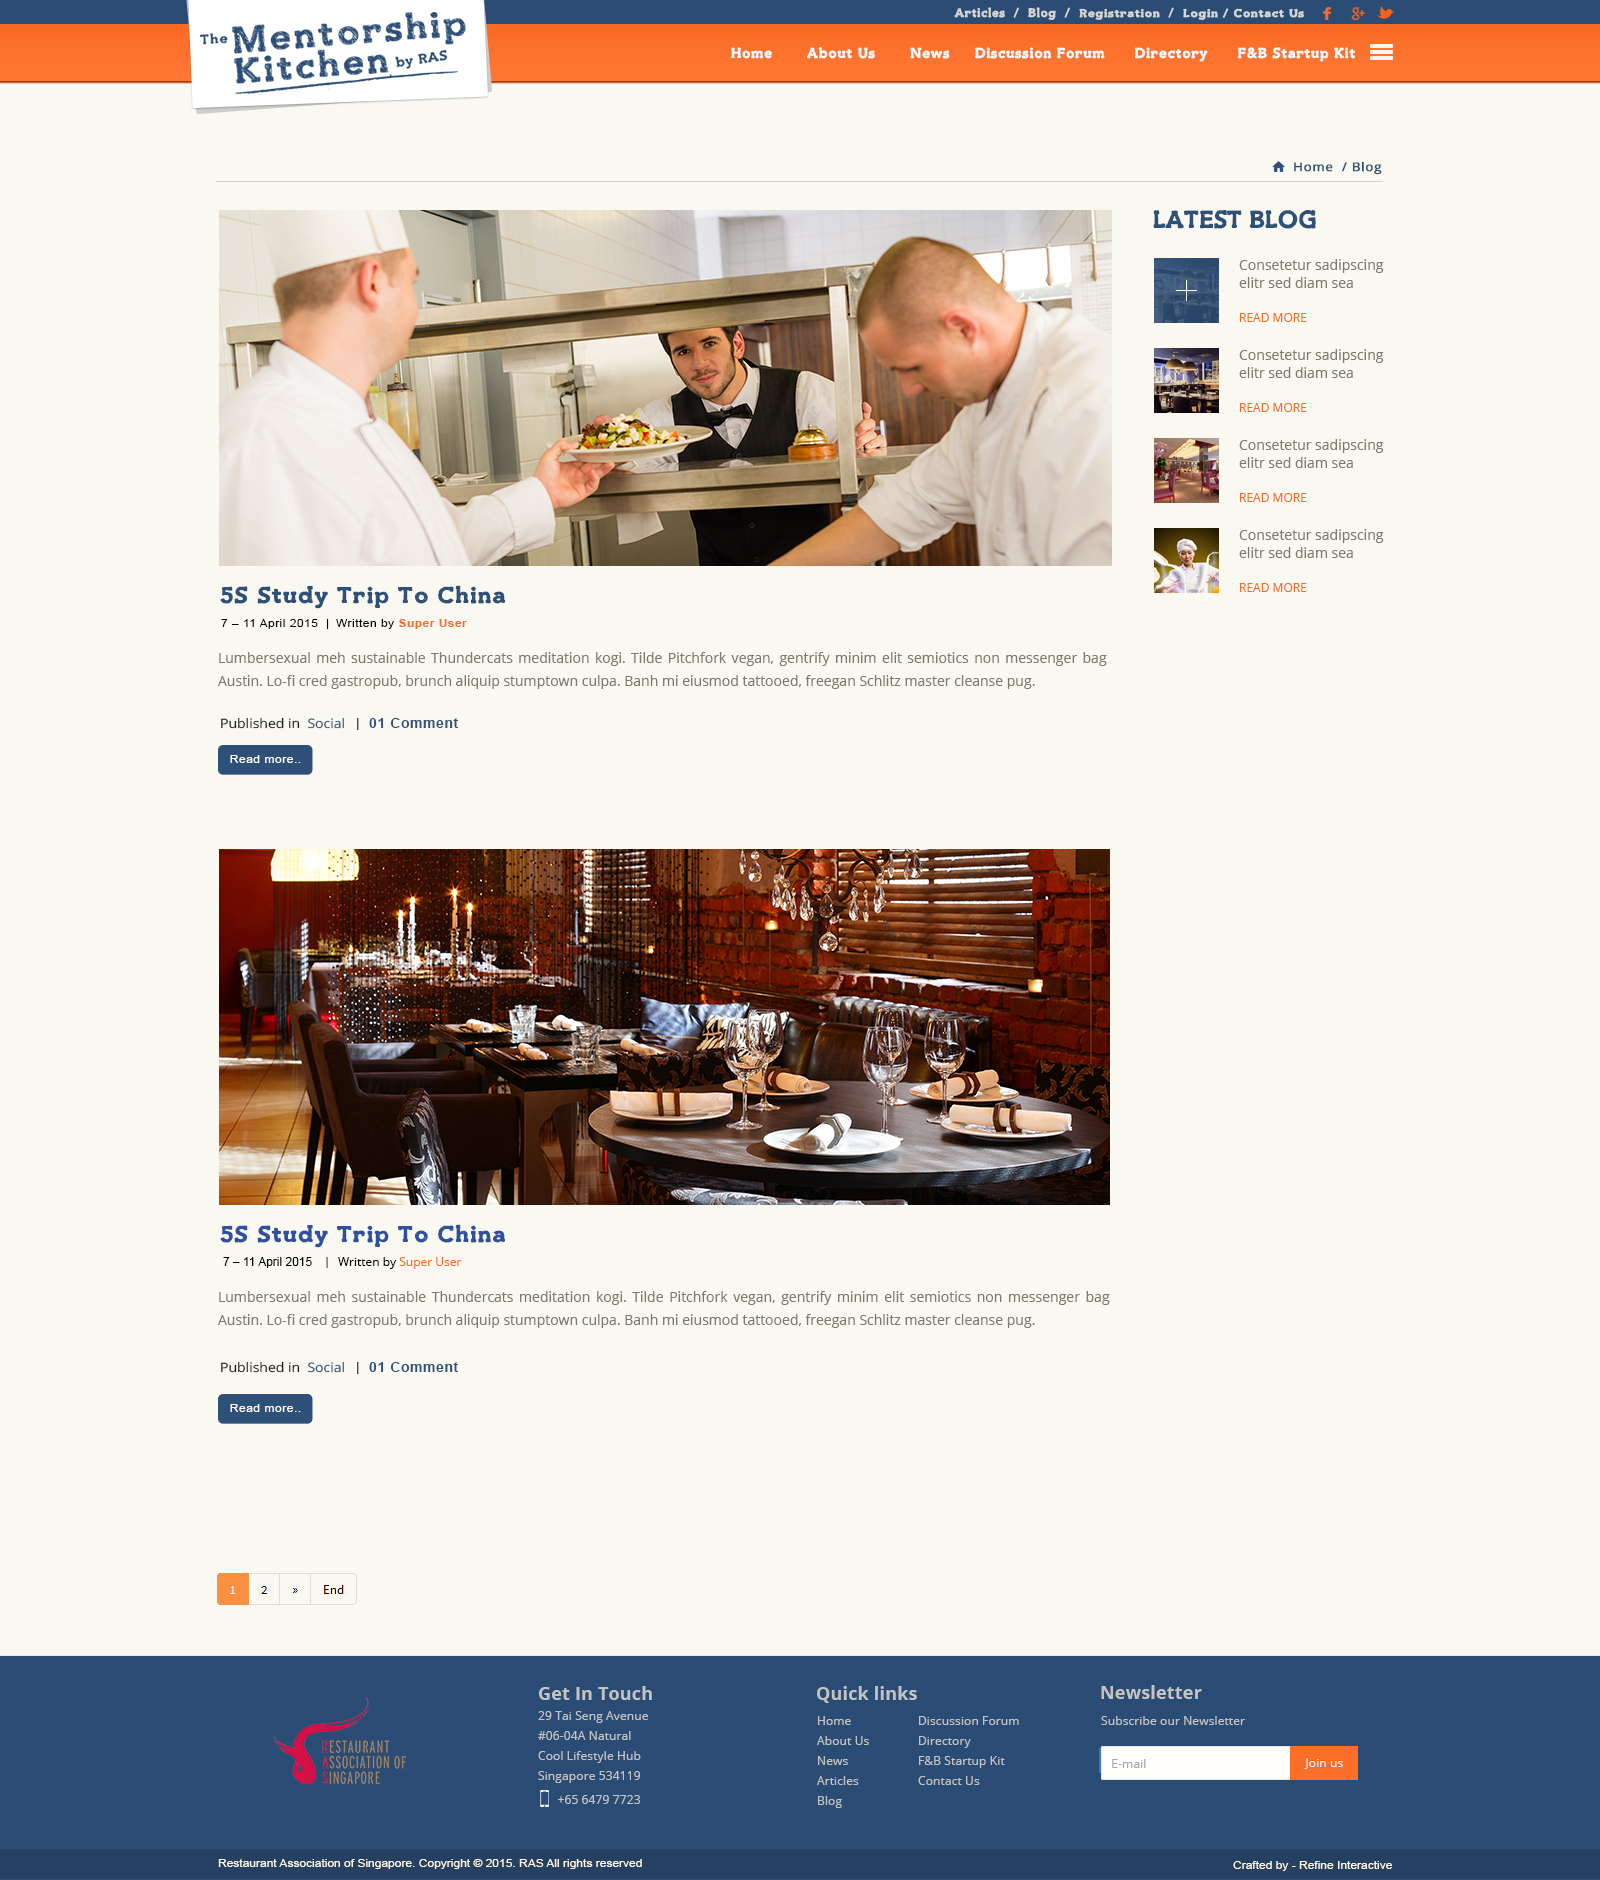 Articles / Blog / Registration / Login / Contact Us
The Mentorship
Kitchen by RAS
Home About Us News Discussion Forum Directory F&B Startup Kit
Home / Blog
LATEST BLOG
Consetetur sadipscing
elitr sed diam sea
READ MORE
Consetetur sadipscing
elitr sed diam sea
READ MORE
Consetetur sadipscing
elitr sed diam sea
READ MORE
Consetetur sadipscing
elitr sed diam sea
READ MORE
5S Study Trip To China
7 – 11 April 2015 | Written by Super User
Lumbersexual meh sustainable Thundercats meditation kogi. Tilde Pitchfork vegan, gentrify minim elit semiotics non messenger bag
Austin. Lo-fi cred gastropub, brunch aliquip stumptown culpa. Banh mi eiusmod tattooed, freegan Schlitz master cleanse pug.
Published in Social | 01 Comment
Read more..
5S Study Trip To China
7 – 11 April 2015 | Written by Super User
Lumbersexual meh sustainable Thundercats meditation kogi. Tilde Pitchfork vegan, gentrify minim elit semiotics non messenger bag
Austin. Lo-fi cred gastropub, brunch aliquip stumptown culpa. Banh mi eiusmod tattooed, freegan Schlitz master cleanse pug.
Published in Social | 01 Comment
Read more..
1 2 » End
RESTAURANT
ASSOCIATION OF
SINGAPORE
Get In Touch
29 Tai Seng Avenue
#06-04A Natural
Cool Lifestyle Hub
Singapore 534119
+65 6479 7723
Quick links
Home
About Us
News
Articles
Blog
Discussion Forum
Directory
F&B Startup Kit
Contact Us
Newsletter
Subscribe our Newsletter
E-mail
Join us
Restaurant Association of Singapore. Copyright © 2015. RAS All rights reserved
Crafted by - Refine Interactive